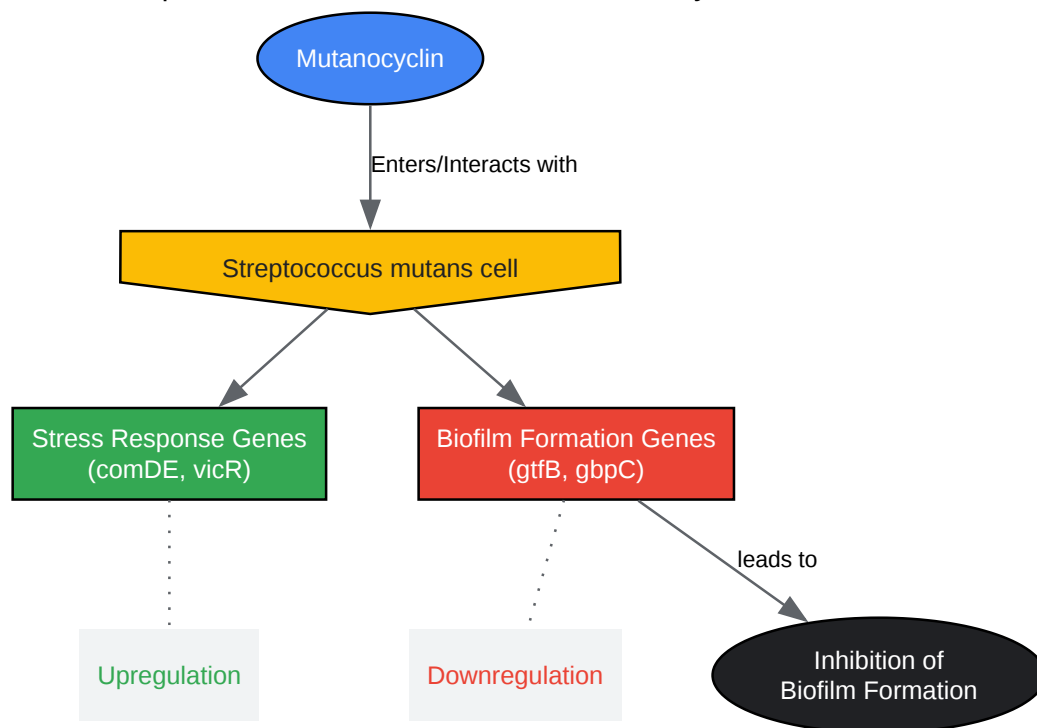 Mutanocyclin
Enters/Interacts with
Streptococcus mutans cell
Stress Response Genes
(comDE, vicR)
Biofilm Formation Genes
(gtfB, gbpC)
leads to
Upregulation
Downregulation
Inhibition of
Biofilm Formation